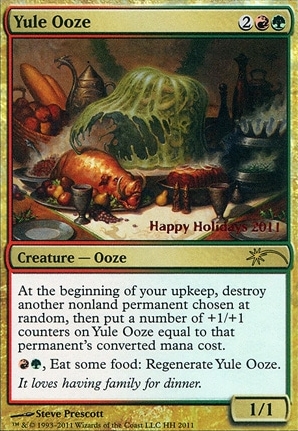 Yule Ooze 2
Happy Holidays 2011
Creature — Ooze
At the beginning of your upkeep, destroy
another nonland permanent chosen at
random, then put a number of +1/+1
counters on Yule Ooze equal to that
permanent's converted mana cost.
, Eat some food: Regenerate Yule Ooze.
It loves having family for dinner.
Steve Prescott
™ & © 1993-2011 Wizards of the Coast LLC HH 2011
1/1